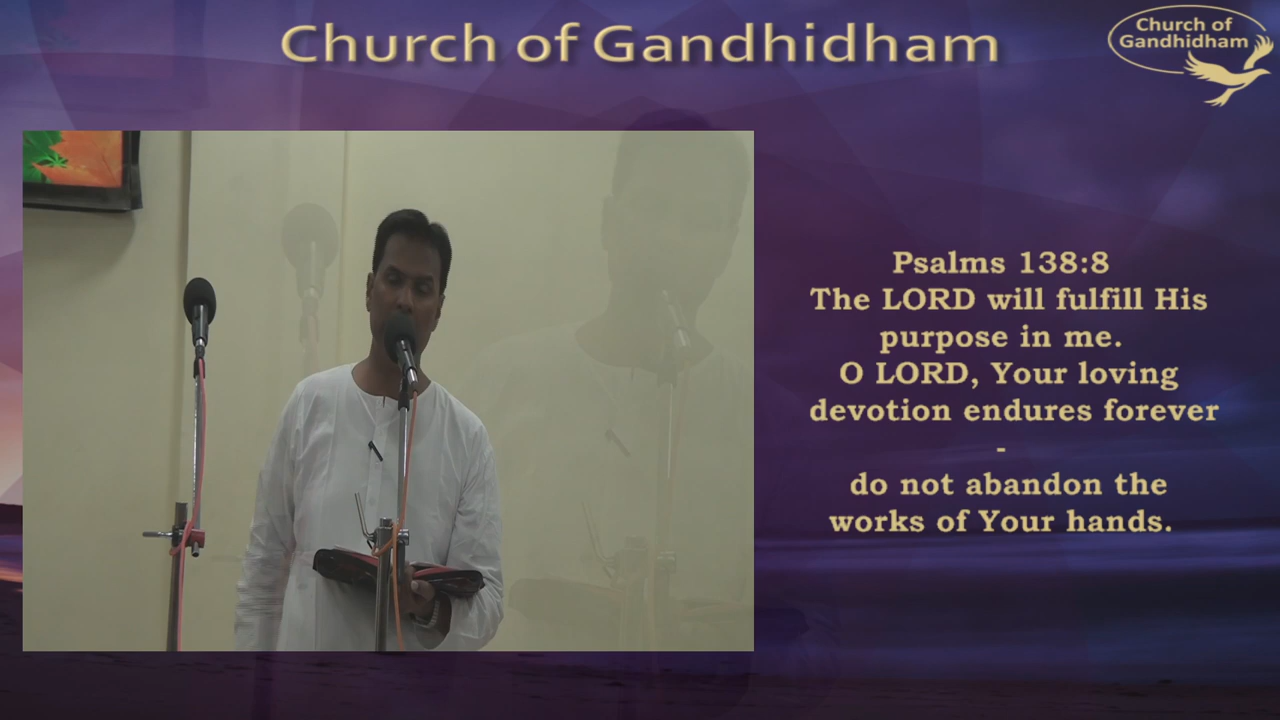 Church of Gandhidham
Church of
Gandhidham
Psalms 138:8
The LORD will fulfill His
purpose in me.
O LORD, Your loving
devotion endures forever
-
do not abandon the
works of Your hands.